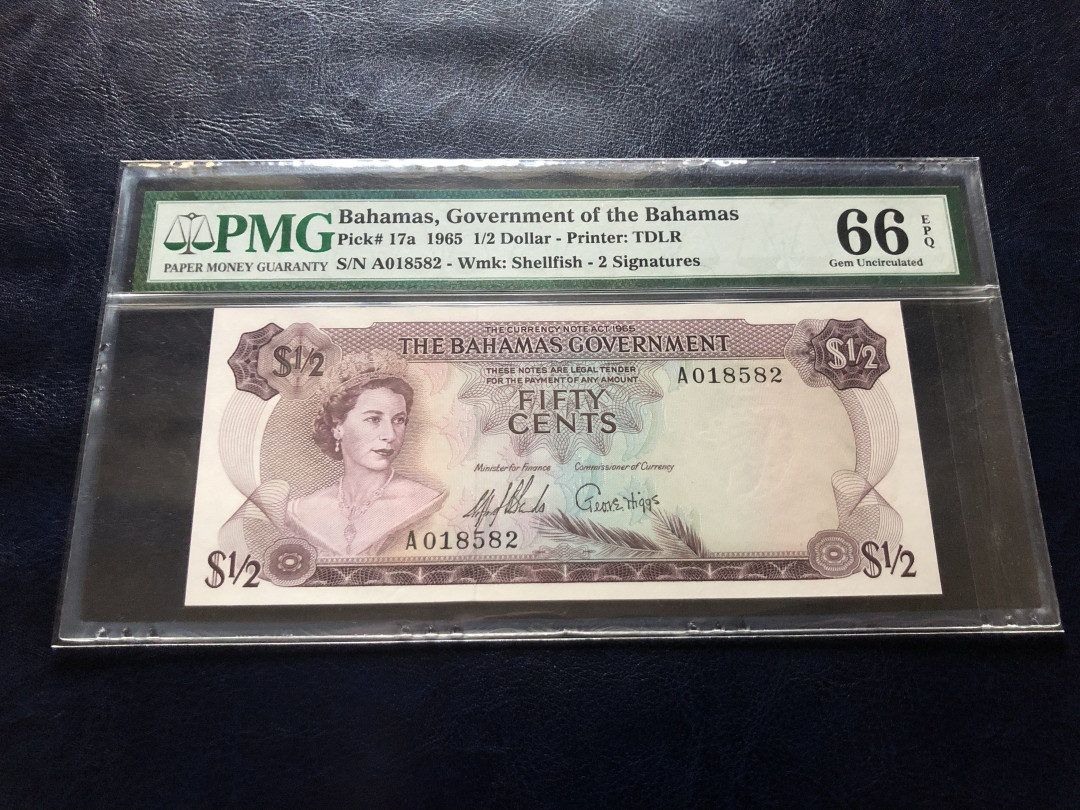 PMG
PAPER MONEY GUARANTY
Bahamas, Government of the Bahamas
Pick# 17a 1965 1/2 Dollar - Printer: TDLR
S/N A018582 - Wmk: Shellfish - 2 Signatures
66 EPQ
Gem Uncirculated
THE CURRENCY NOTE ACT 1965
$1/2 THE BAHAMAS GOVERNMENT $1/2
THESE NOTES ARE LEGAL TENDER
FOR THE PAYMENT OF ANY AMOUNT
A018582
FIFTY
CENTS
Minister for Finance Commissioner of Currency
George Higgs
A018582
$1/2 $1/2